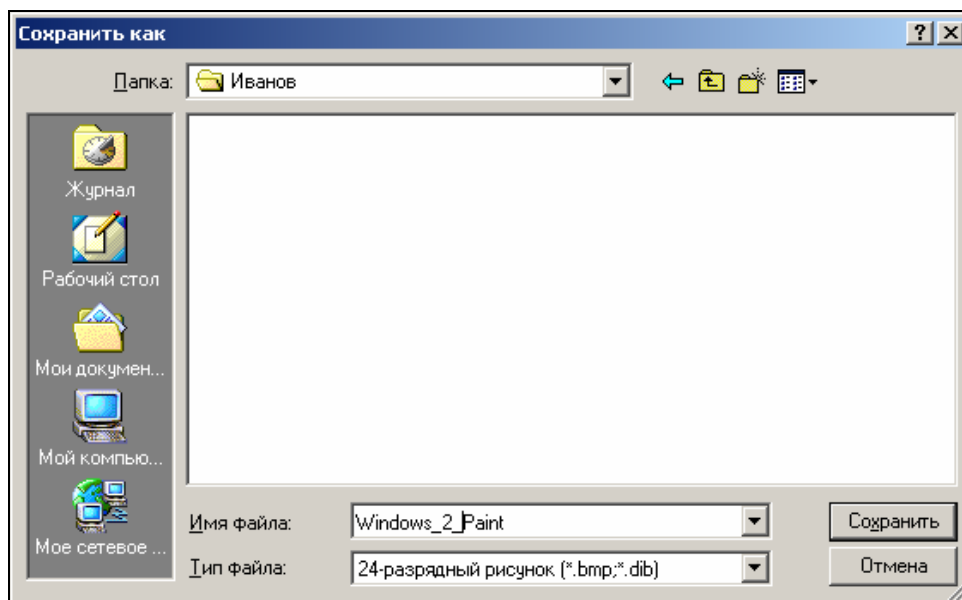 Сохранить как
Папка: Иванов
Журнал
Рабочий стол
Мои докумен...
Мой компью...
Мое сетевое ...
Имя файла: Windows_2_Paint Сохранить
Тип файла: 24-разрядный рисунок (*.bmp;*.dib) Отмена